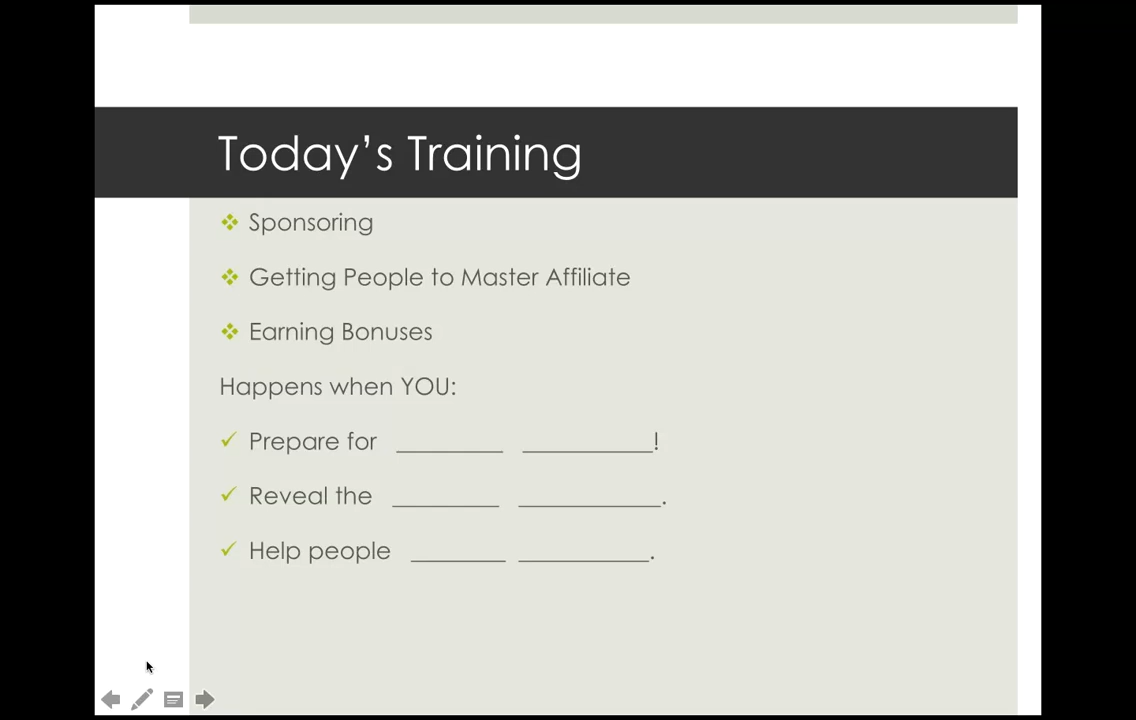 Today's Training
Sponsoring
Getting People to Master Affiliate
Earning Bonuses
Happens when YOU:
Prepare for ________ __________!
Reveal the ________ ___________.
Help people _______ __________.